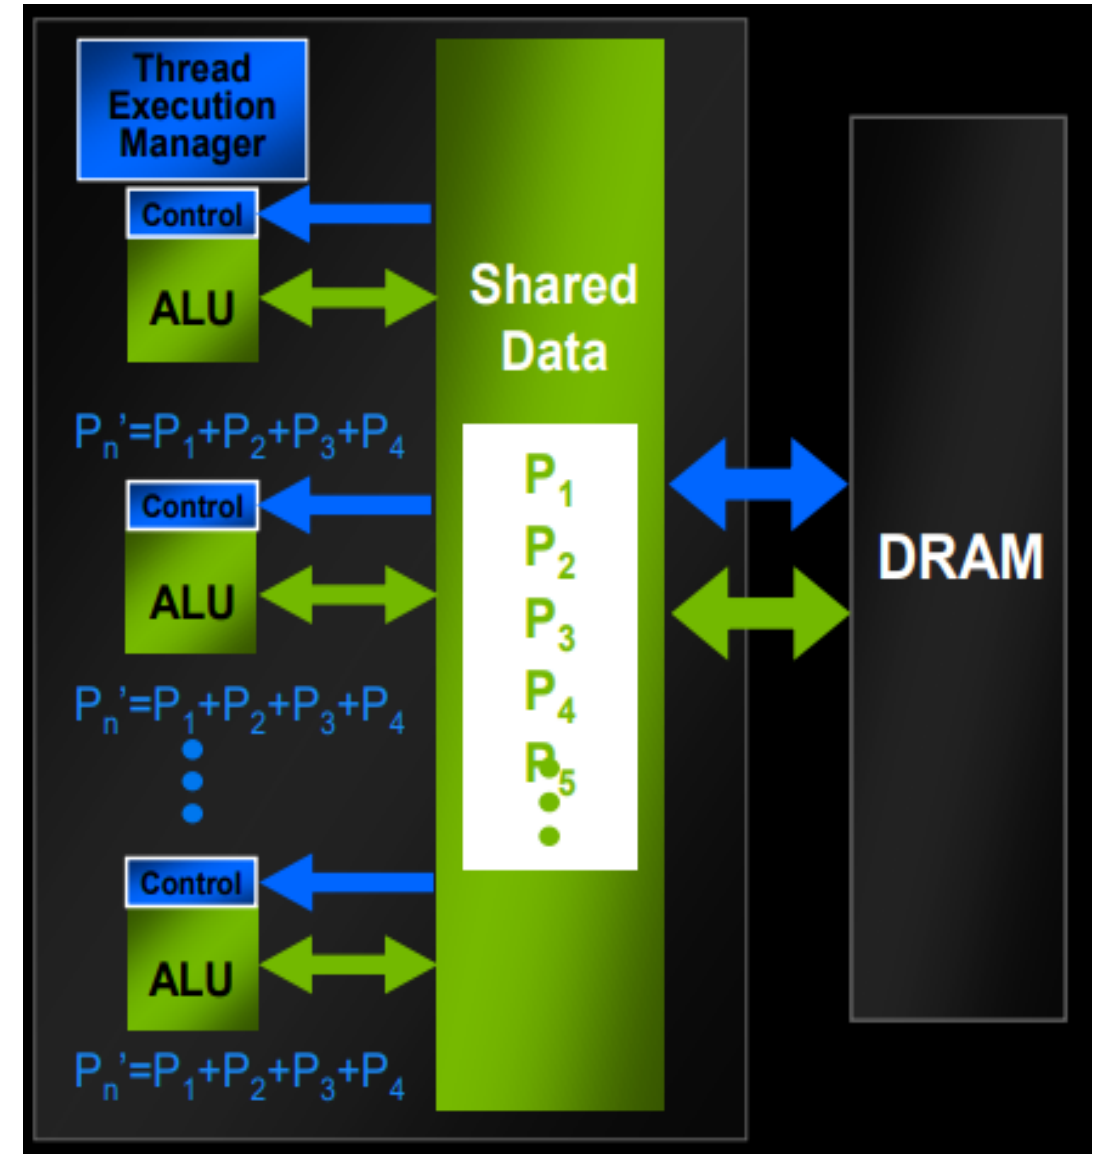 Thread
Execution
Manager
Control
ALU
Pn’=P1+P2+P3+P4
Control
ALU
Pn’=P1+P2+P3+P4
Control
ALU
Pn’=P1+P2+P3+P4
Shared
Data
P1
P2
P3
P4
P5
DRAM